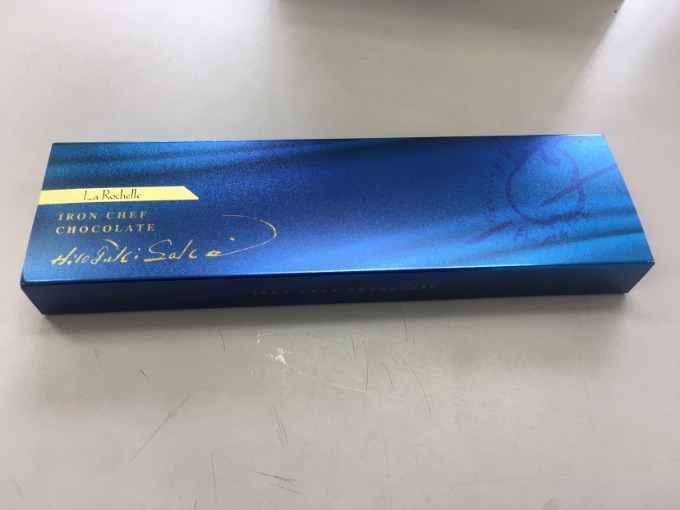 La Rochelle
IRON CHEF
CHOCOLATE
Hiroyuki Sakai
IRON CHEF CHOCOLATE